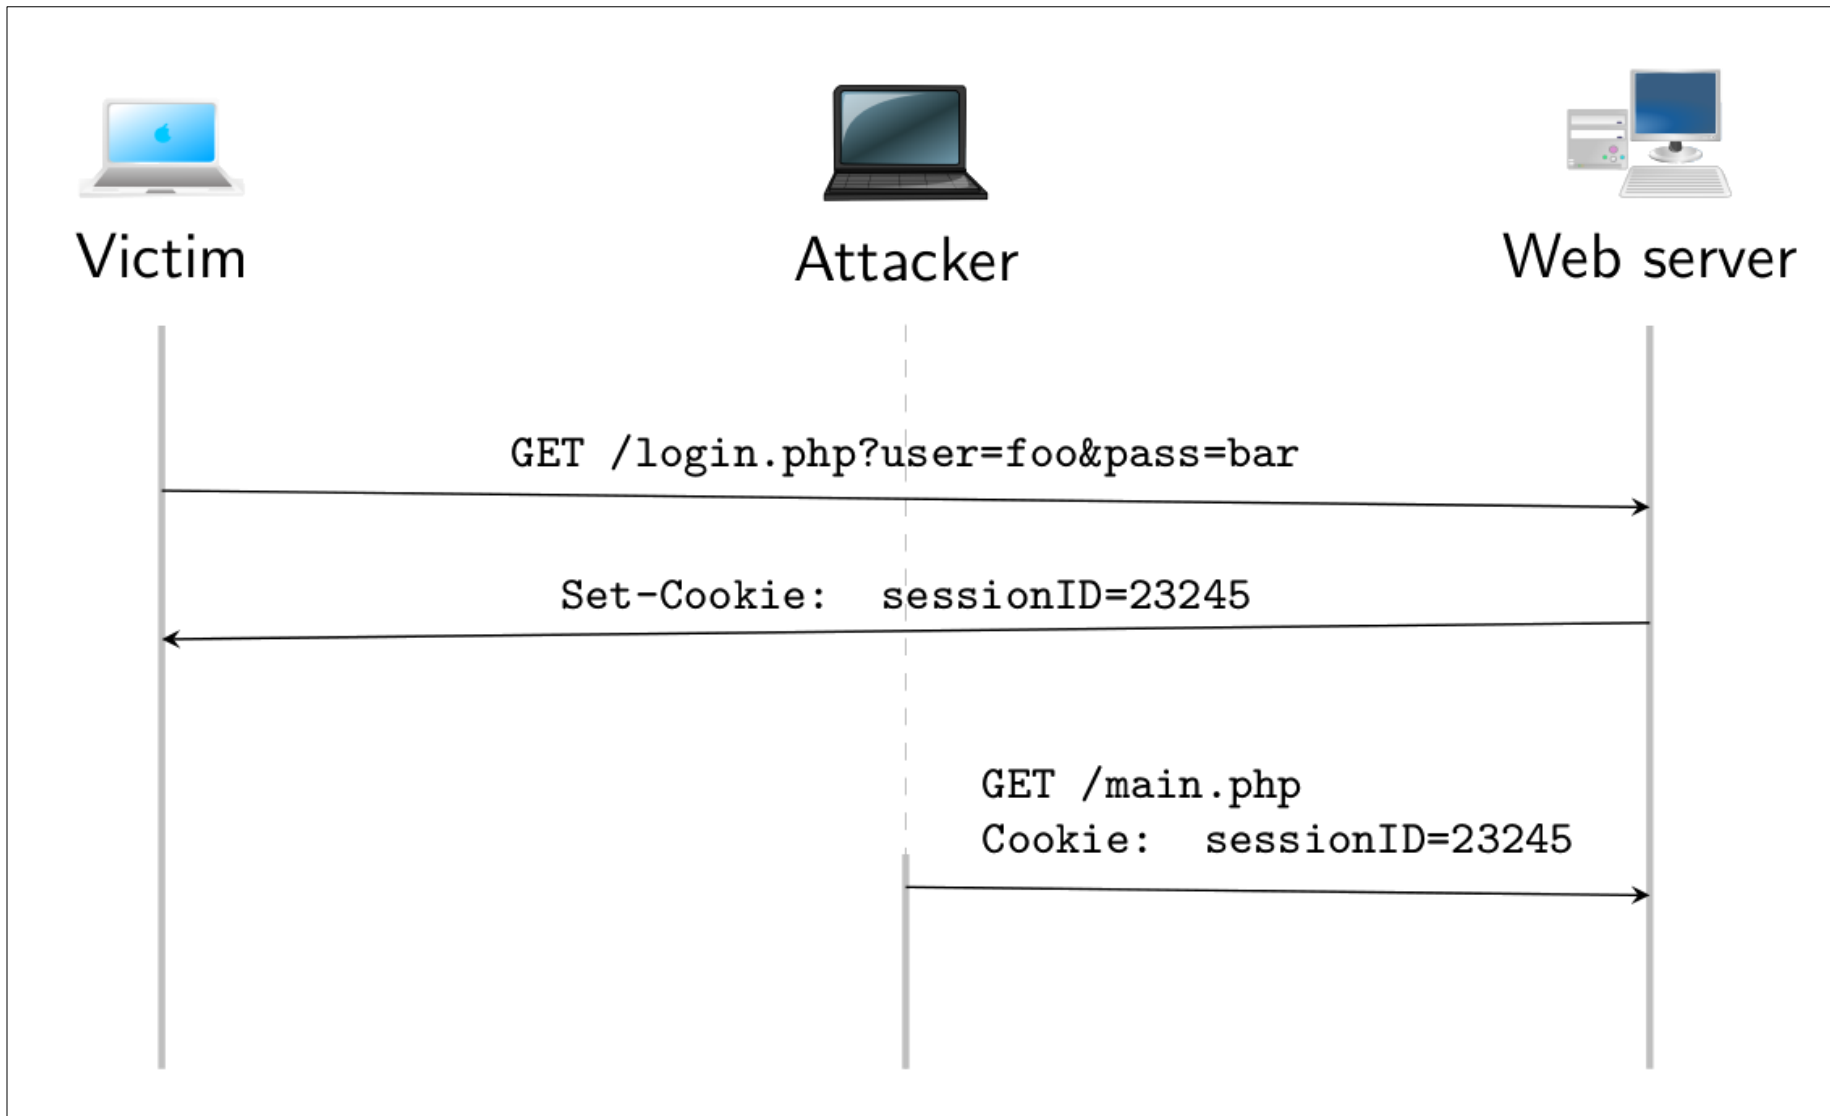 Victim
Attacker
Web server
GET /login.php?user=foo&pass=bar
Set-Cookie: sessionID=23245
GET /main.php
Cookie: sessionID=23245